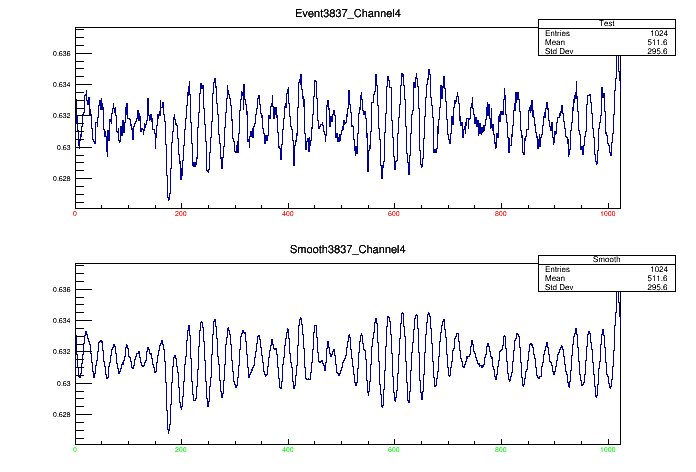 Event3837_Channel4
Test
Entries 1024
Mean 511.6
Std Dev 295.6
0.636
0.634
0.632
0.63
0.628
0 200 400 600 800 1000
Smooth3837_Channel4
Smooth
Entries 1024
Mean 511.6
Std Dev 295.6
0.636
0.634
0.632
0.63
0.628
0 200 400 600 800 1000